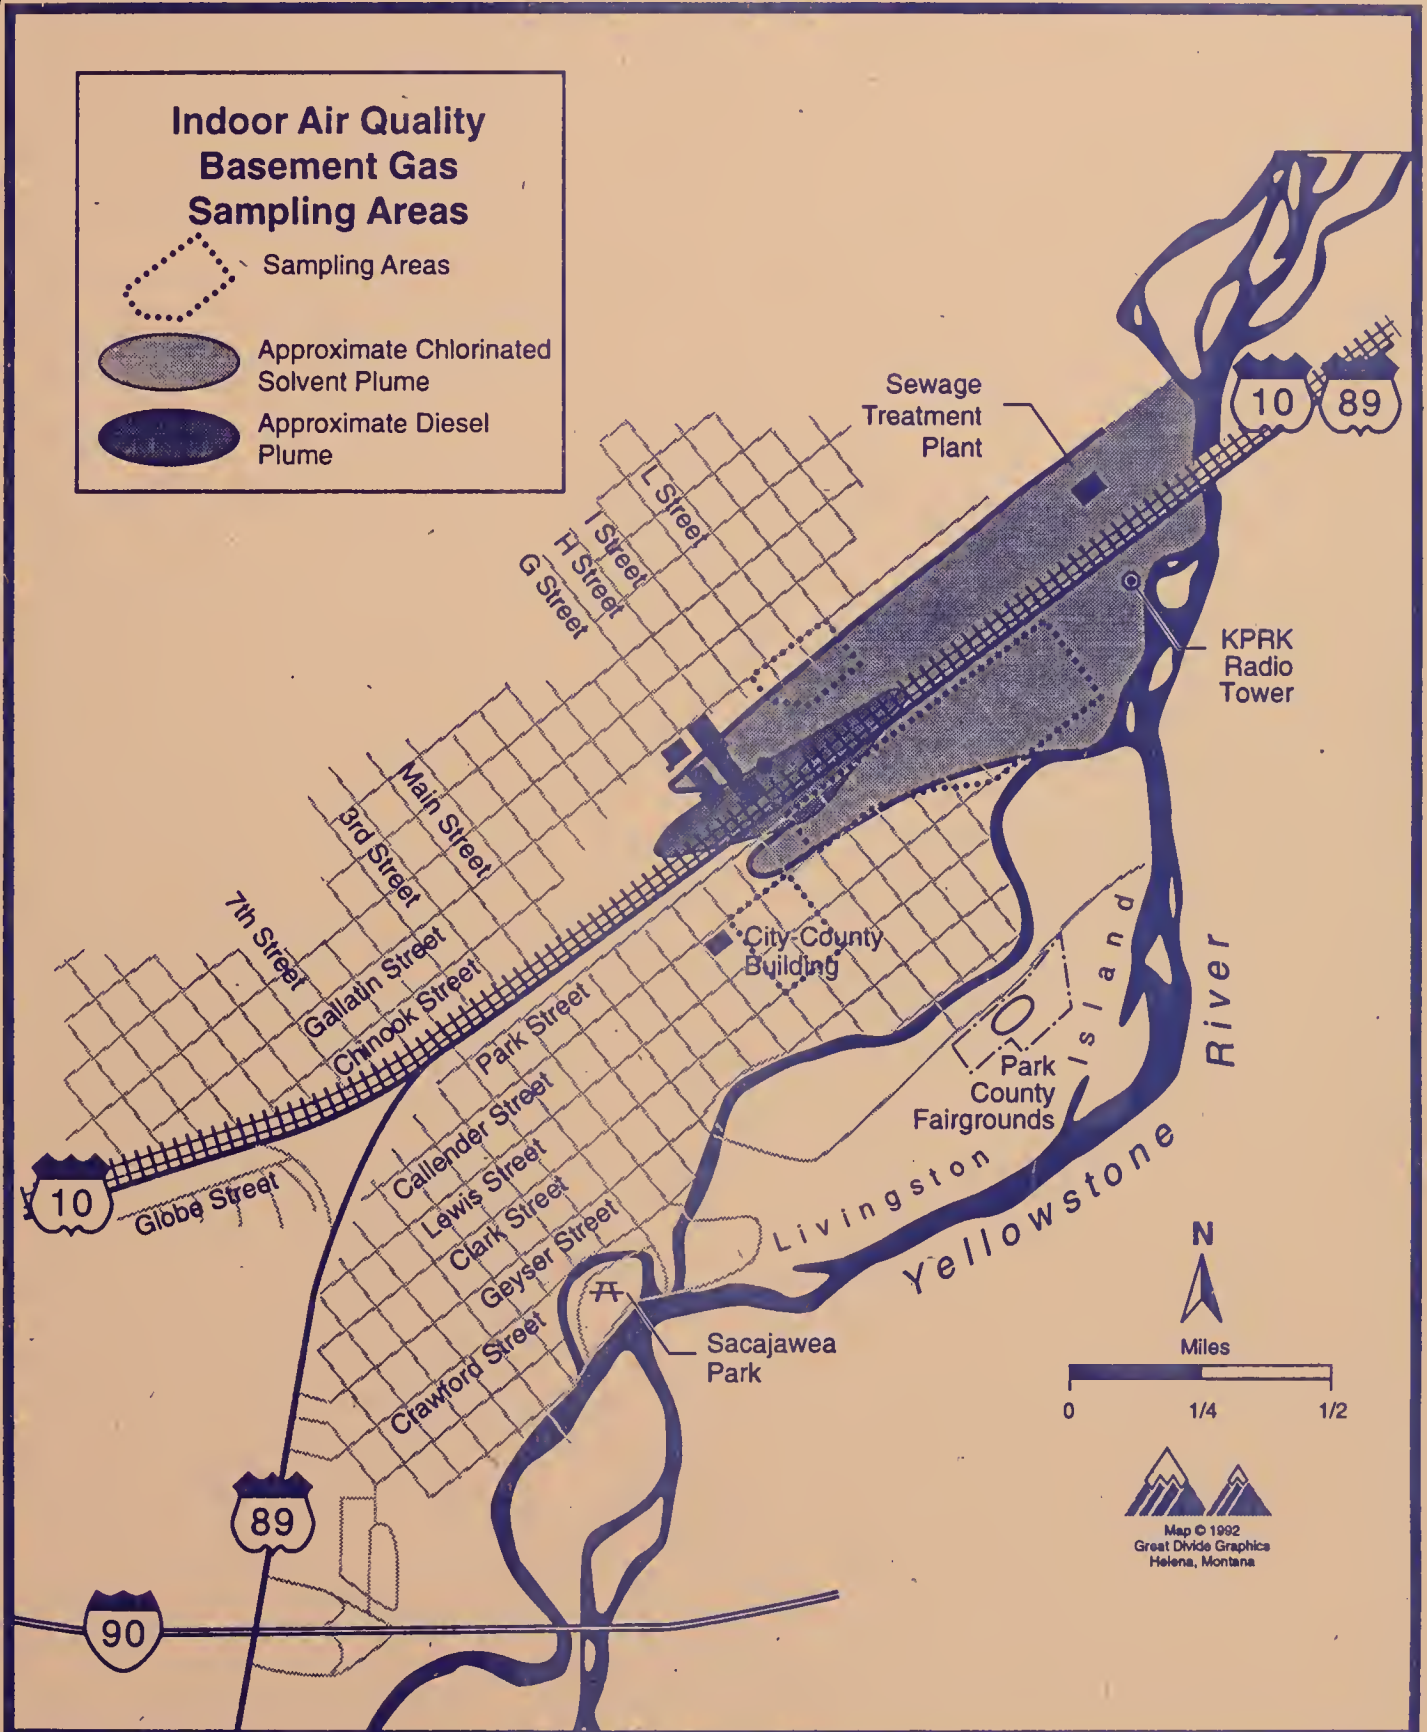 Indoor Air Quality
Basement Gas
Sampling Areas
Sampling Areas
Approximate Chlorinated
Solvent Plume
Approximate Diesel
Plume
Sewage
Treatment
Plant
10
89
L Street
I Street
H Street
G Street
KPRK
Radio
Tower
Main Street
3rd Street
7th Street
Gallatin Street
Chinook Street
City-County
Building
Park Street
Callender Street
Lewis Street
Clark Street
Geyser Street
Crawford Street
10
Globe Street
Park
County
Fairgrounds
Livingston Island
Yellowstone River
Sacajawea
Park
N
Miles
0
1/4
1/2
89
90
Map © 1992
Great Divide Graphics
Helena, Montana